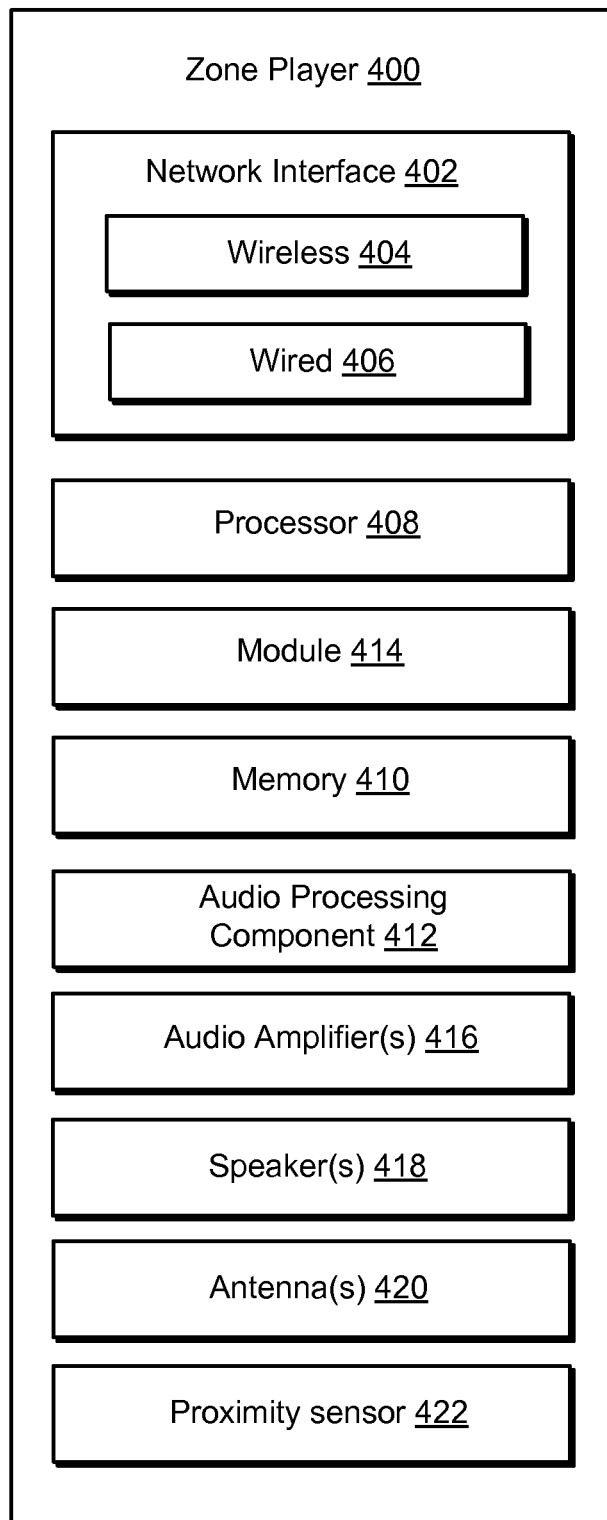 Zone Player 400
Network Interface 402
Wireless 404
Wired 406
Processor 408
Module 414
Memory 410
Audio Processing
Component 412
Audio Amplifier(s) 416
Speaker(s) 418
Antenna(s) 420
Proximity sensor 422